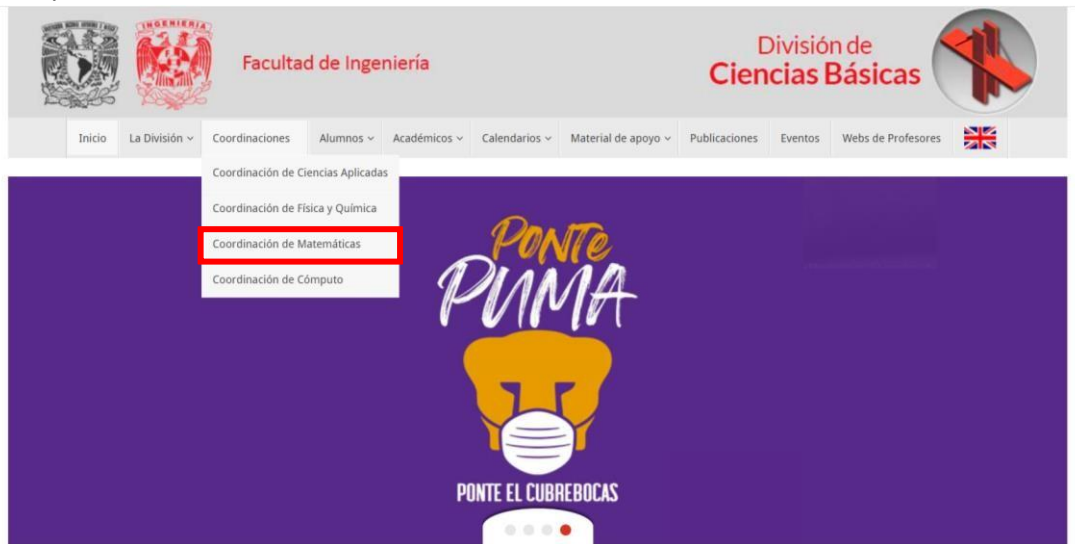 INGENIERIA
Facultad de Ingeniería
División de
Ciencias Básicas
Inicio La División Coordinaciones Alumnos Académicos Calendarios Material de apoyo Publicaciones Eventos Webs de Profesores
Coordinación de Ciencias Aplicadas
Coordinación de Física y Química
Coordinación de Matemáticas
Coordinación de Cómputo
PONTE
PUMA
PONTE EL CUBREBOCAS